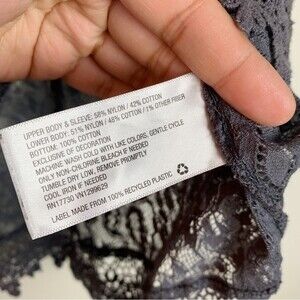 UPPER BODY & SLEEVE: 58% NYLON / 42% COTTON
LOWER BODY: 51% NYLON / 48% COTTON / 1% OTHER FIBER
BOTTOM: 100% COTTON
EXCLUSIVE OF DECORATION
MACHINE WASH COLD WITH LIKE COLORS, GENTLE CYCLE
ONLY NON-CHLORINE BLEACH IF NEEDED
TUMBLE DRY LOW, REMOVE PROMPTLY
COOL IRON IF NEEDED
RN17730 VN1299629
LABEL MADE FROM 100% RECYCLED PLASTIC